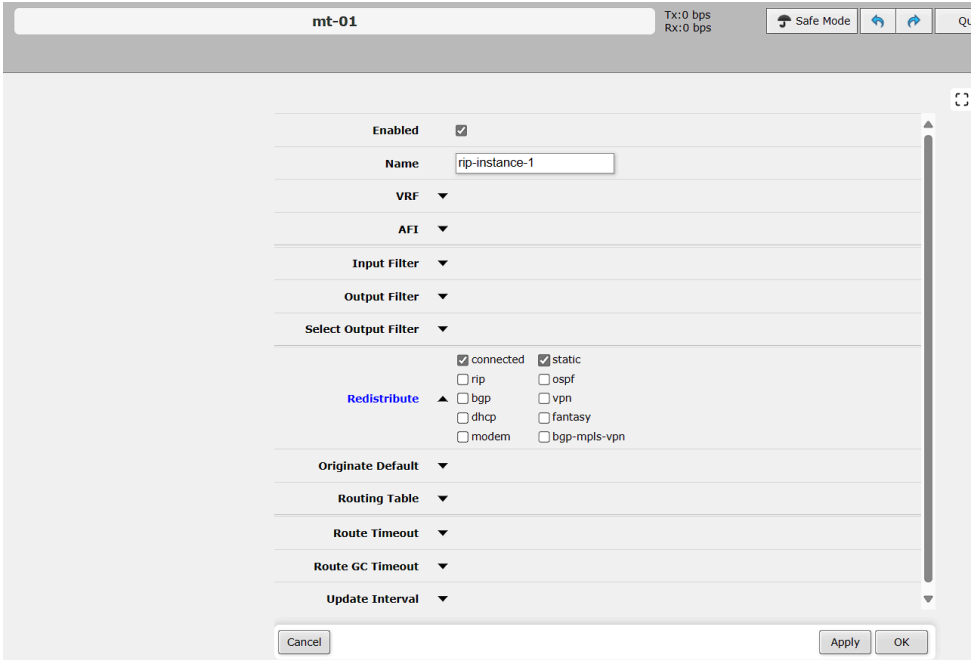 mt-01
Tx:0 bps
Rx:0 bps
Safe Mode
Qu
Enabled
Name rip-instance-1
VRF
AFI
Input Filter
Output Filter
Select Output Filter
Redistribute
connected static
rip ospf
bgp vpn
dhcp fantasy
modem bgp-mpls-vpn
Originate Default
Routing Table
Route Timeout
Route GC Timeout
Update Interval
Cancel Apply OK